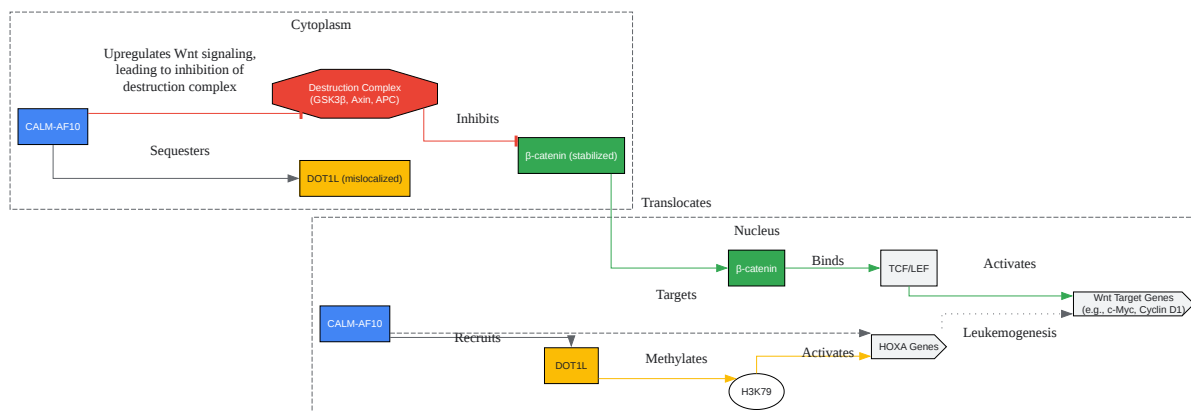 Cytoplasm
Upregulates Wnt signaling,
leading to inhibition of
destruction complex
Destruction Complex
(GSK3β, Axin, APC)
CALM-AF10
Inhibits
Sequesters
β-catenin (stabilized)
DOT1L (mislocalized)
Translocates
Nucleus
β-catenin
Binds
TCF/LEF
Activates
Targets
Wnt Target Genes
(e.g., c-Myc, Cyclin D1)
CALM-AF10
Recruits
Leukemogenesis
HOXA Genes
DOT1L
Methylates
Activates
H3K79